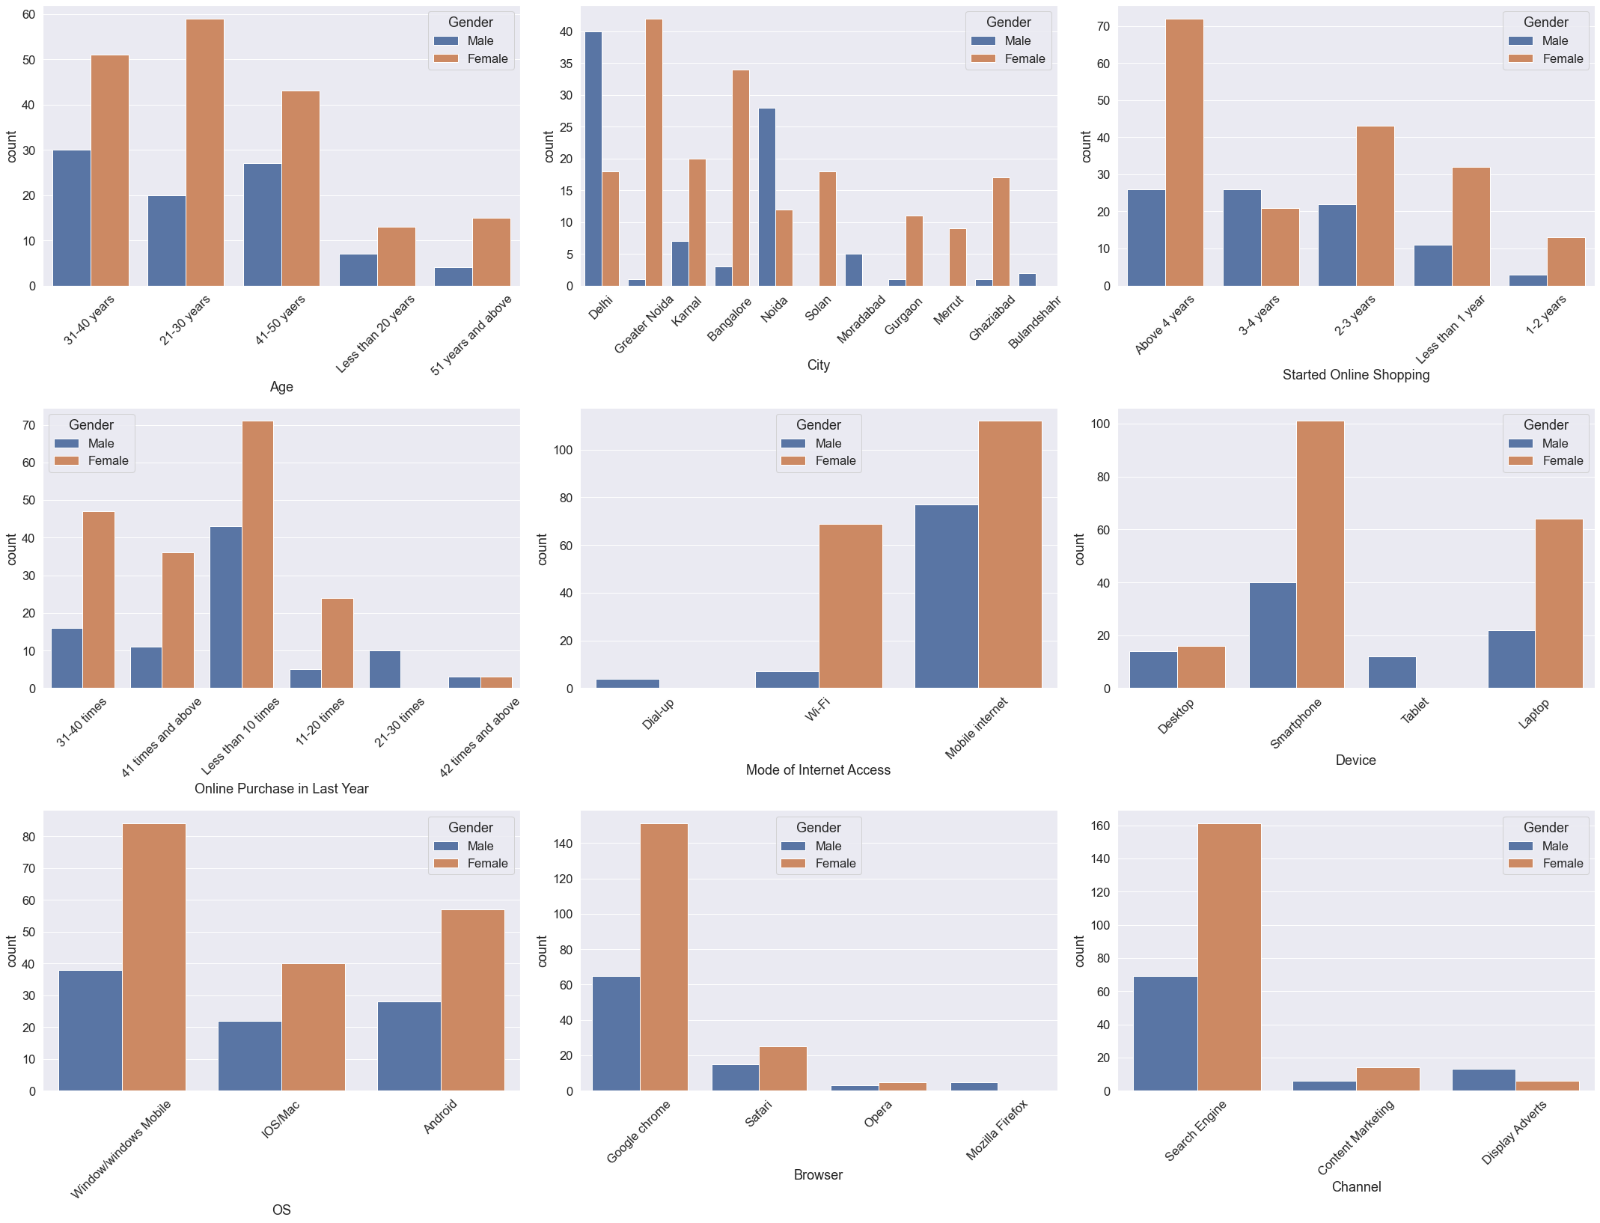 Gender
Male
Female
count
60
50
40
30
20
10
0
31-40 years
21-30 years
41-50 yaers
Less than 20 years
51 years and above
Age
Gender
Male
Female
count
40
35
30
25
20
15
10
5
0
Delhi
Greater Noida
Karnal
Bangalore
Noida
Solan
Moradabad
Gurgaon
Merrut
Ghaziabad
Bulandshahr
City
Gender
Male
Female
count
70
60
50
40
30
20
10
0
Above 4 years
3-4 years
2-3 years
Less than 1 year
1-2 years
Started Online Shopping
Gender
Male
Female
count
70
60
50
40
30
20
10
0
31-40 times
41 times and above
Less than 10 times
11-20 times
21-30 times
42 times and above
Online Purchase in Last Year
Gender
Male
Female
count
100
80
60
40
20
0
Dial-up
Wi-Fi
Mobile internet
Mode of Internet Access
Gender
Male
Female
count
100
80
60
40
20
0
Desktop
Smartphone
Tablet
Laptop
Device
Gender
Male
Female
count
80
70
60
50
40
30
20
10
0
Window/windows Mobile
IOS/Mac
Android
OS
Gender
Male
Female
count
140
120
100
80
60
40
20
0
Google chrome
Safari
Opera
Mozilla Firefox
Browser
Gender
Male
Female
count
160
140
120
100
80
60
40
20
0
Search Engine
Content Marketing
Display Adverts
Channel